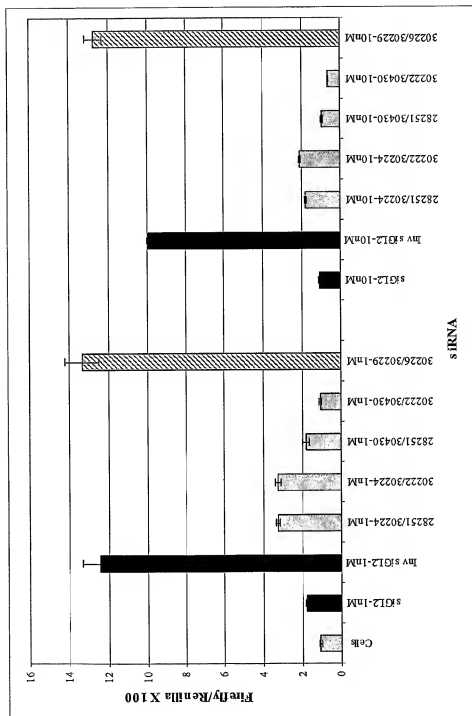 Firefly/Renilla X 100
16
14
12
10
8
6
4
2
0
Cells
siGL2-1nM
Inv siGL2-1nM
28251/30224-1nM
30222/30224-1nM
28251/30430-1nM
30222/30430-1nM
30226/30229-1nM
siGL2-10nM
Inv siGL2-10nM
28251/30224-10nM
30222/30224-10nM
28251/30430-10nM
30222/30430-10nM
30226/30229-10nM
siRNA